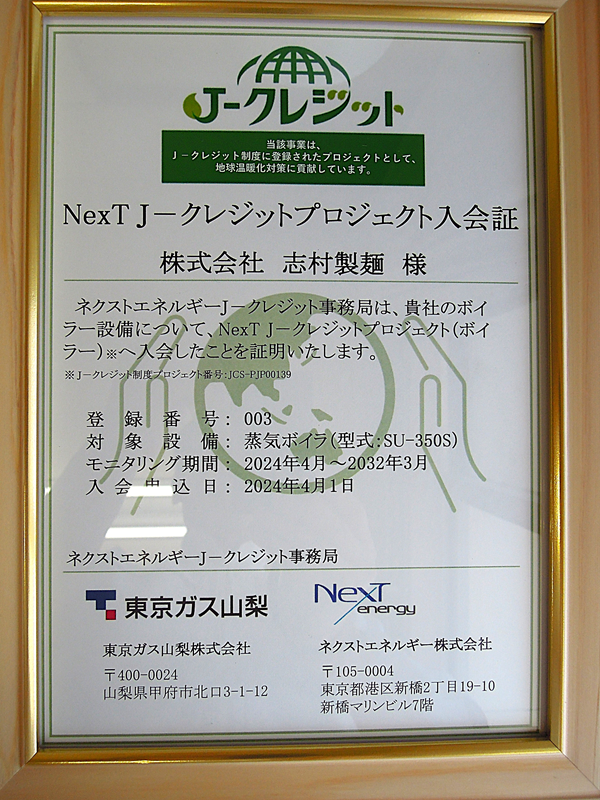 J-クレジット
当該事業は、
J－クレジット制度に登録されたプロジェクトとして、
地球温暖化対策に貢献しています。
NexT J－クレジットプロジェクト入会証
株式会社 志村製麺 様
ネクストエネルギーJ－クレジット事務局は、貴社のボイ
ラー設備について、NexT J－クレジットプロジェクト（ボイ
ラー）※へ入会したことを証明いたします。
※J－クレジット制度プロジェクト番号：JCS-PJP00139
登録番号： 003
対象設備： 蒸気ボイラ（型式：SU-350S）
モニタリング期間： 2024年4月～2032年3月
入会申込日： 2024年4月1日
ネクストエネルギーJ－クレジット事務局
東京ガス山梨
NexT energy
東京ガス山梨株式会社
〒400-0024
山梨県甲府市北口3-1-12
ネクストエネルギー株式会社
〒105-0004
東京都港区新橋2丁目19-10
新橋マリンビル7階